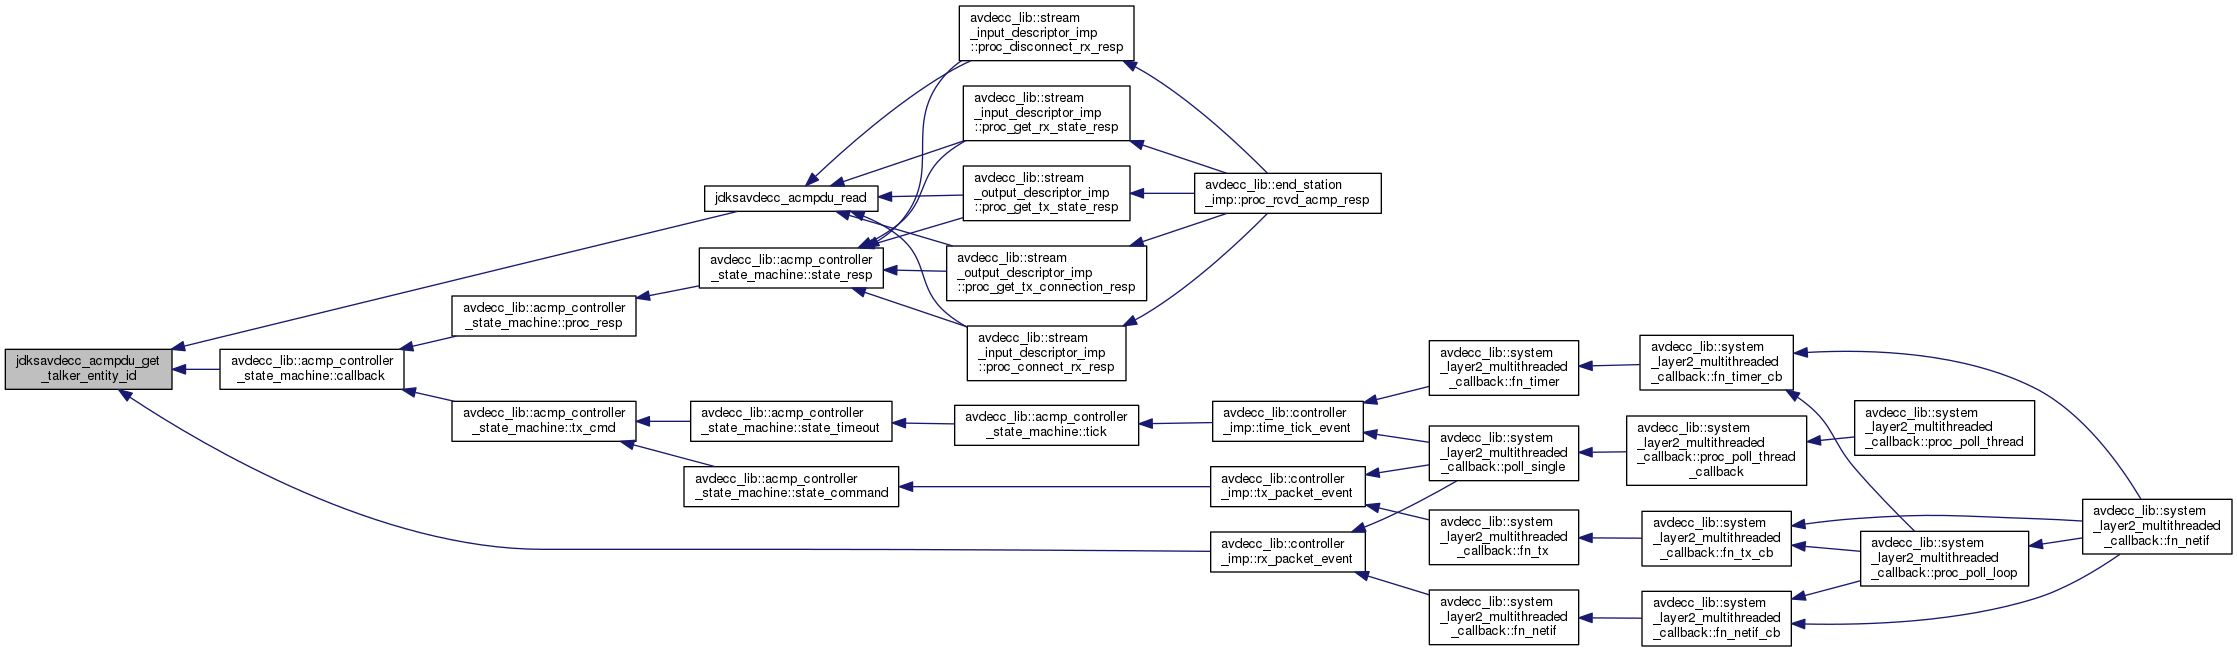 avdecc_lib::stream
_input_descriptor_imp
::proc_disconnect_rx_resp
avdecc_lib::stream
_input_descriptor_imp
::proc_get_rx_state_resp
avdecc_lib::stream
_output_descriptor_imp
::proc_get_tx_state_resp
avdecc_lib::end_station
_imp::proc_rcvd_acmp_resp
jdksavdecc_acmpdu_read
avdecc_lib::acmp_controller
_state_machine::state_resp
avdecc_lib::stream
_output_descriptor_imp
::proc_get_tx_connection_resp
avdecc_lib::acmp_controller
_state_machine::proc_resp
avdecc_lib::stream
_input_descriptor_imp
::proc_connect_rx_resp
jdksavdecc_acmpdu_get
_talker_entity_id
avdecc_lib::acmp_controller
_state_machine::callback
avdecc_lib::system
_layer2_multithreaded
_callback::fn_timer
avdecc_lib::system
_layer2_multithreaded
_callback::fn_timer_cb
avdecc_lib::acmp_controller
_state_machine::tx_cmd
avdecc_lib::acmp_controller
_state_machine::state_timeout
avdecc_lib::acmp_controller
_state_machine::tick
avdecc_lib::controller
_imp::time_tick_event
avdecc_lib::system
_layer2_multithreaded
_callback::poll_single
avdecc_lib::system
_layer2_multithreaded
_callback::proc_poll_thread
_callback
avdecc_lib::system
_layer2_multithreaded
_callback::proc_poll_thread
avdecc_lib::acmp_controller
_state_machine::state_command
avdecc_lib::controller
_imp::tx_packet_event
avdecc_lib::system
_layer2_multithreaded
_callback::fn_tx
avdecc_lib::system
_layer2_multithreaded
_callback::fn_tx_cb
avdecc_lib::system
_layer2_multithreaded
_callback::proc_poll_loop
avdecc_lib::system
_layer2_multithreaded
_callback::fn_netif
avdecc_lib::controller
_imp::rx_packet_event
avdecc_lib::system
_layer2_multithreaded
_callback::fn_netif
avdecc_lib::system
_layer2_multithreaded
_callback::fn_netif_cb